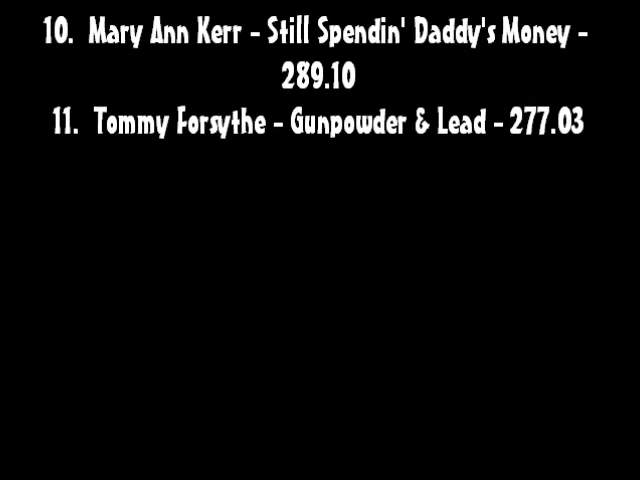 10. Mary Ann Kerr - Still Spendin' Daddy's Money -
289.10
11. Tommy Forsythe - Gunpowder & Lead - 277.03